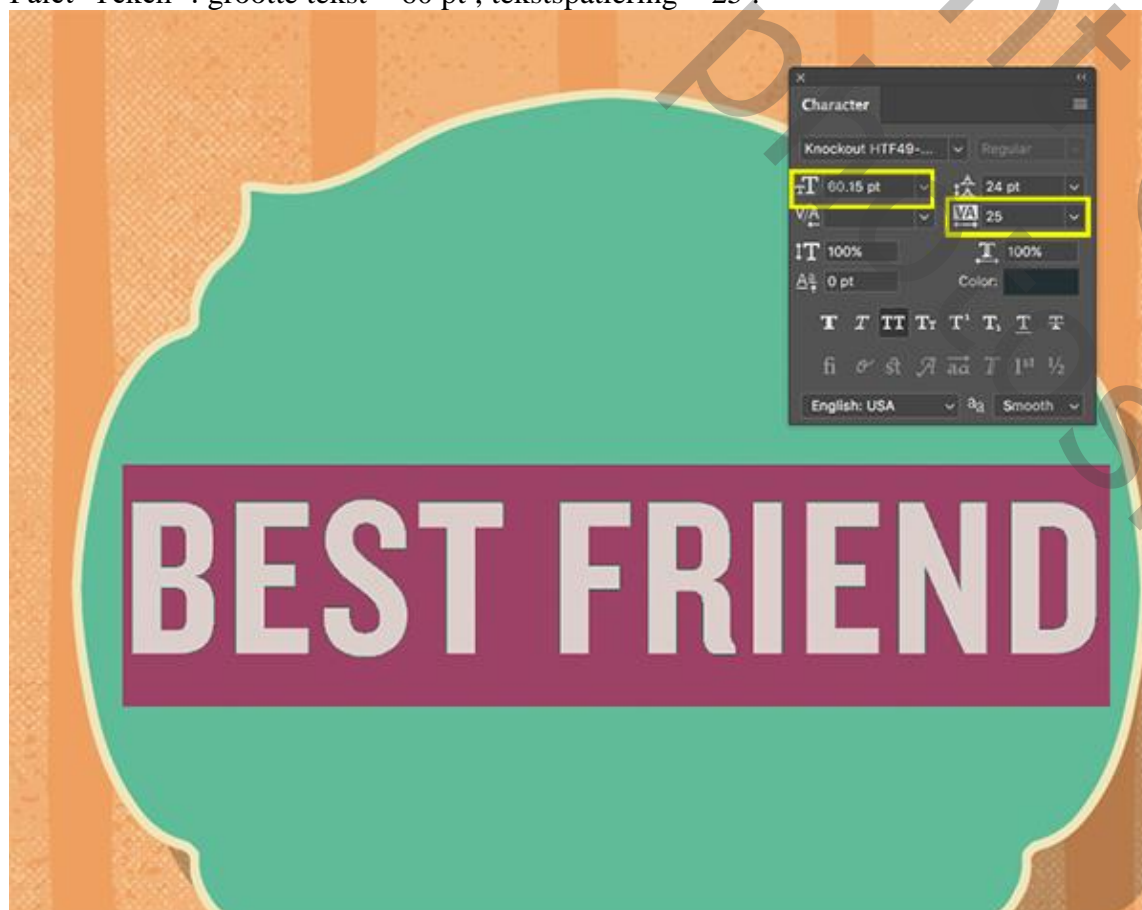 Palet "Teken" : grootte tekst = 60 pt , tekstspatiëring = 25 .
Character
Knockout HTF49-... Regular
60.15 pt 24 pt
25
100% 100%
0 pt Color:
English: USA Smooth
BEST FRIEND